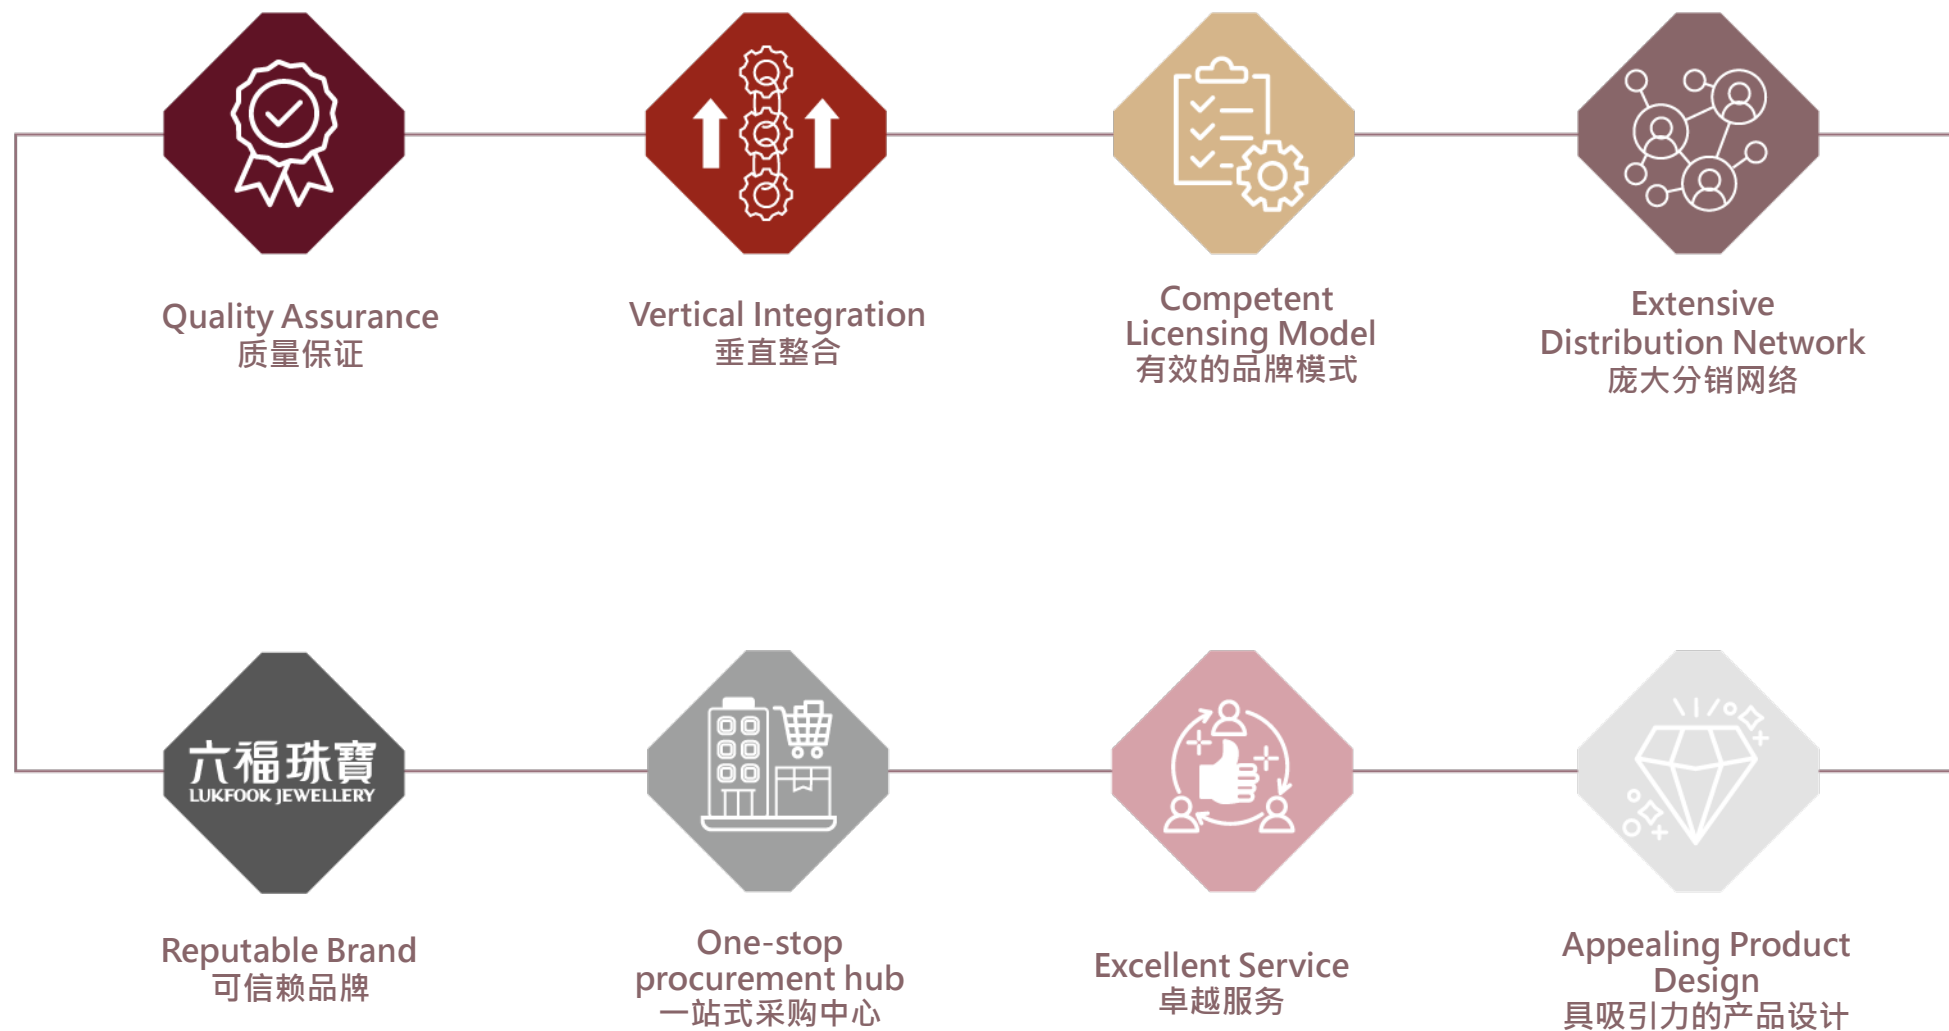 Quality Assurance
质量保证
Vertical Integration
垂直整合
Competent
Licensing Model
有效的品牌模式
Extensive
Distribution Network
庞大分销网络
六福珠寶
LUKFOOK JEWELLERY
Reputable Brand
可信赖品牌
One-stop
procurement hub
一站式采购中心
Excellent Service
卓越服务
Appealing Product
Design
具吸引力的产品设计